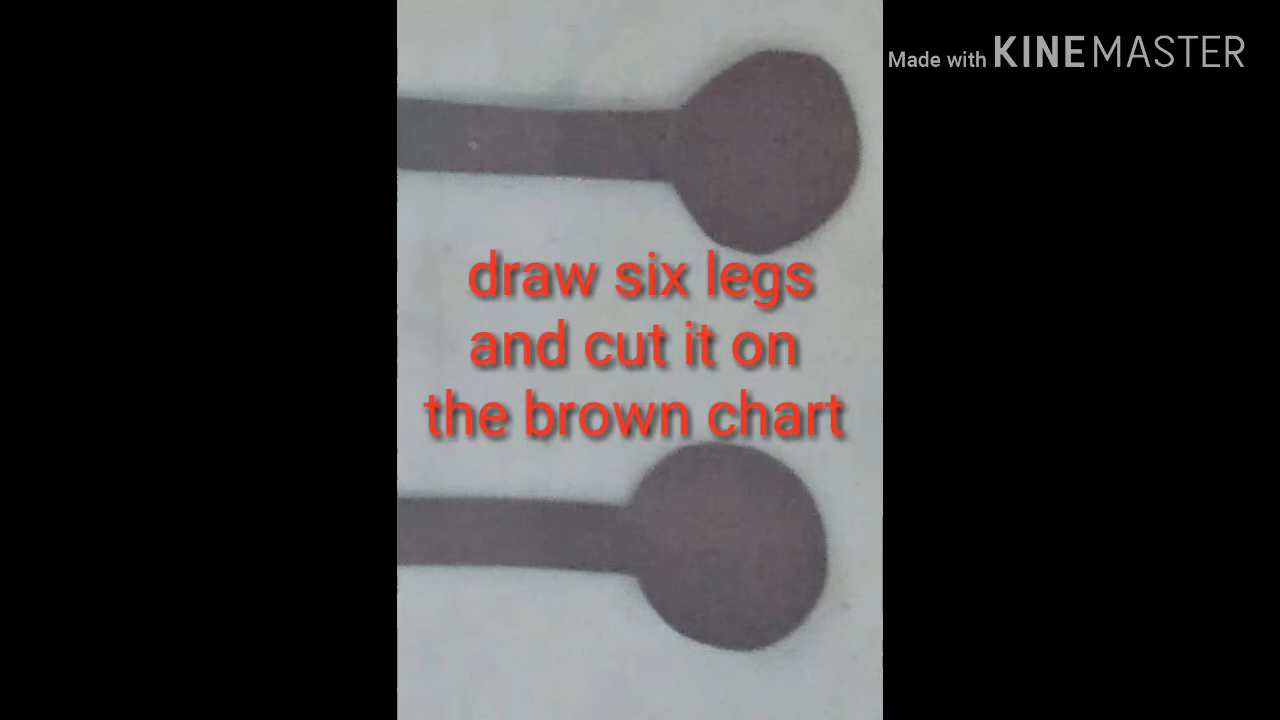 Made with KINEMASTER
draw six legs
and cut it on
the brown chart